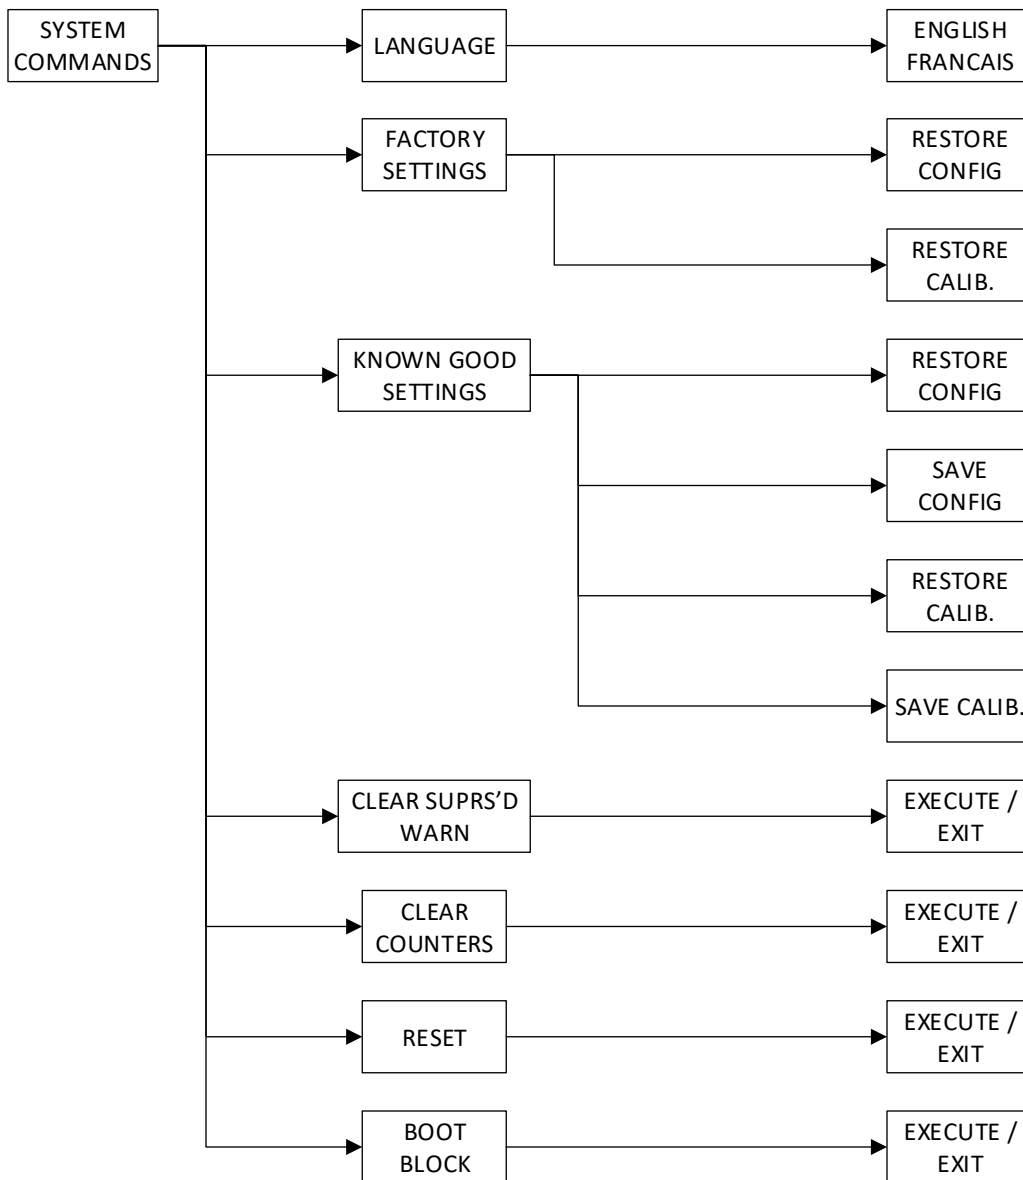 SYSTEM
COMMANDS
LANGUAGE
ENGLISH
FRANCAIS
FACTORY
SETTINGS
RESTORE
CONFIG
RESTORE
CALIB.
KNOWN GOOD
SETTINGS
RESTORE
CONFIG
SAVE
CONFIG
RESTORE
CALIB.
SAVE CALIB.
CLEAR SUPRS’D
WARN
EXECUTE /
EXIT
CLEAR
COUNTERS
EXECUTE /
EXIT
RESET
EXECUTE /
EXIT
BOOT
BLOCK
EXECUTE /
EXIT